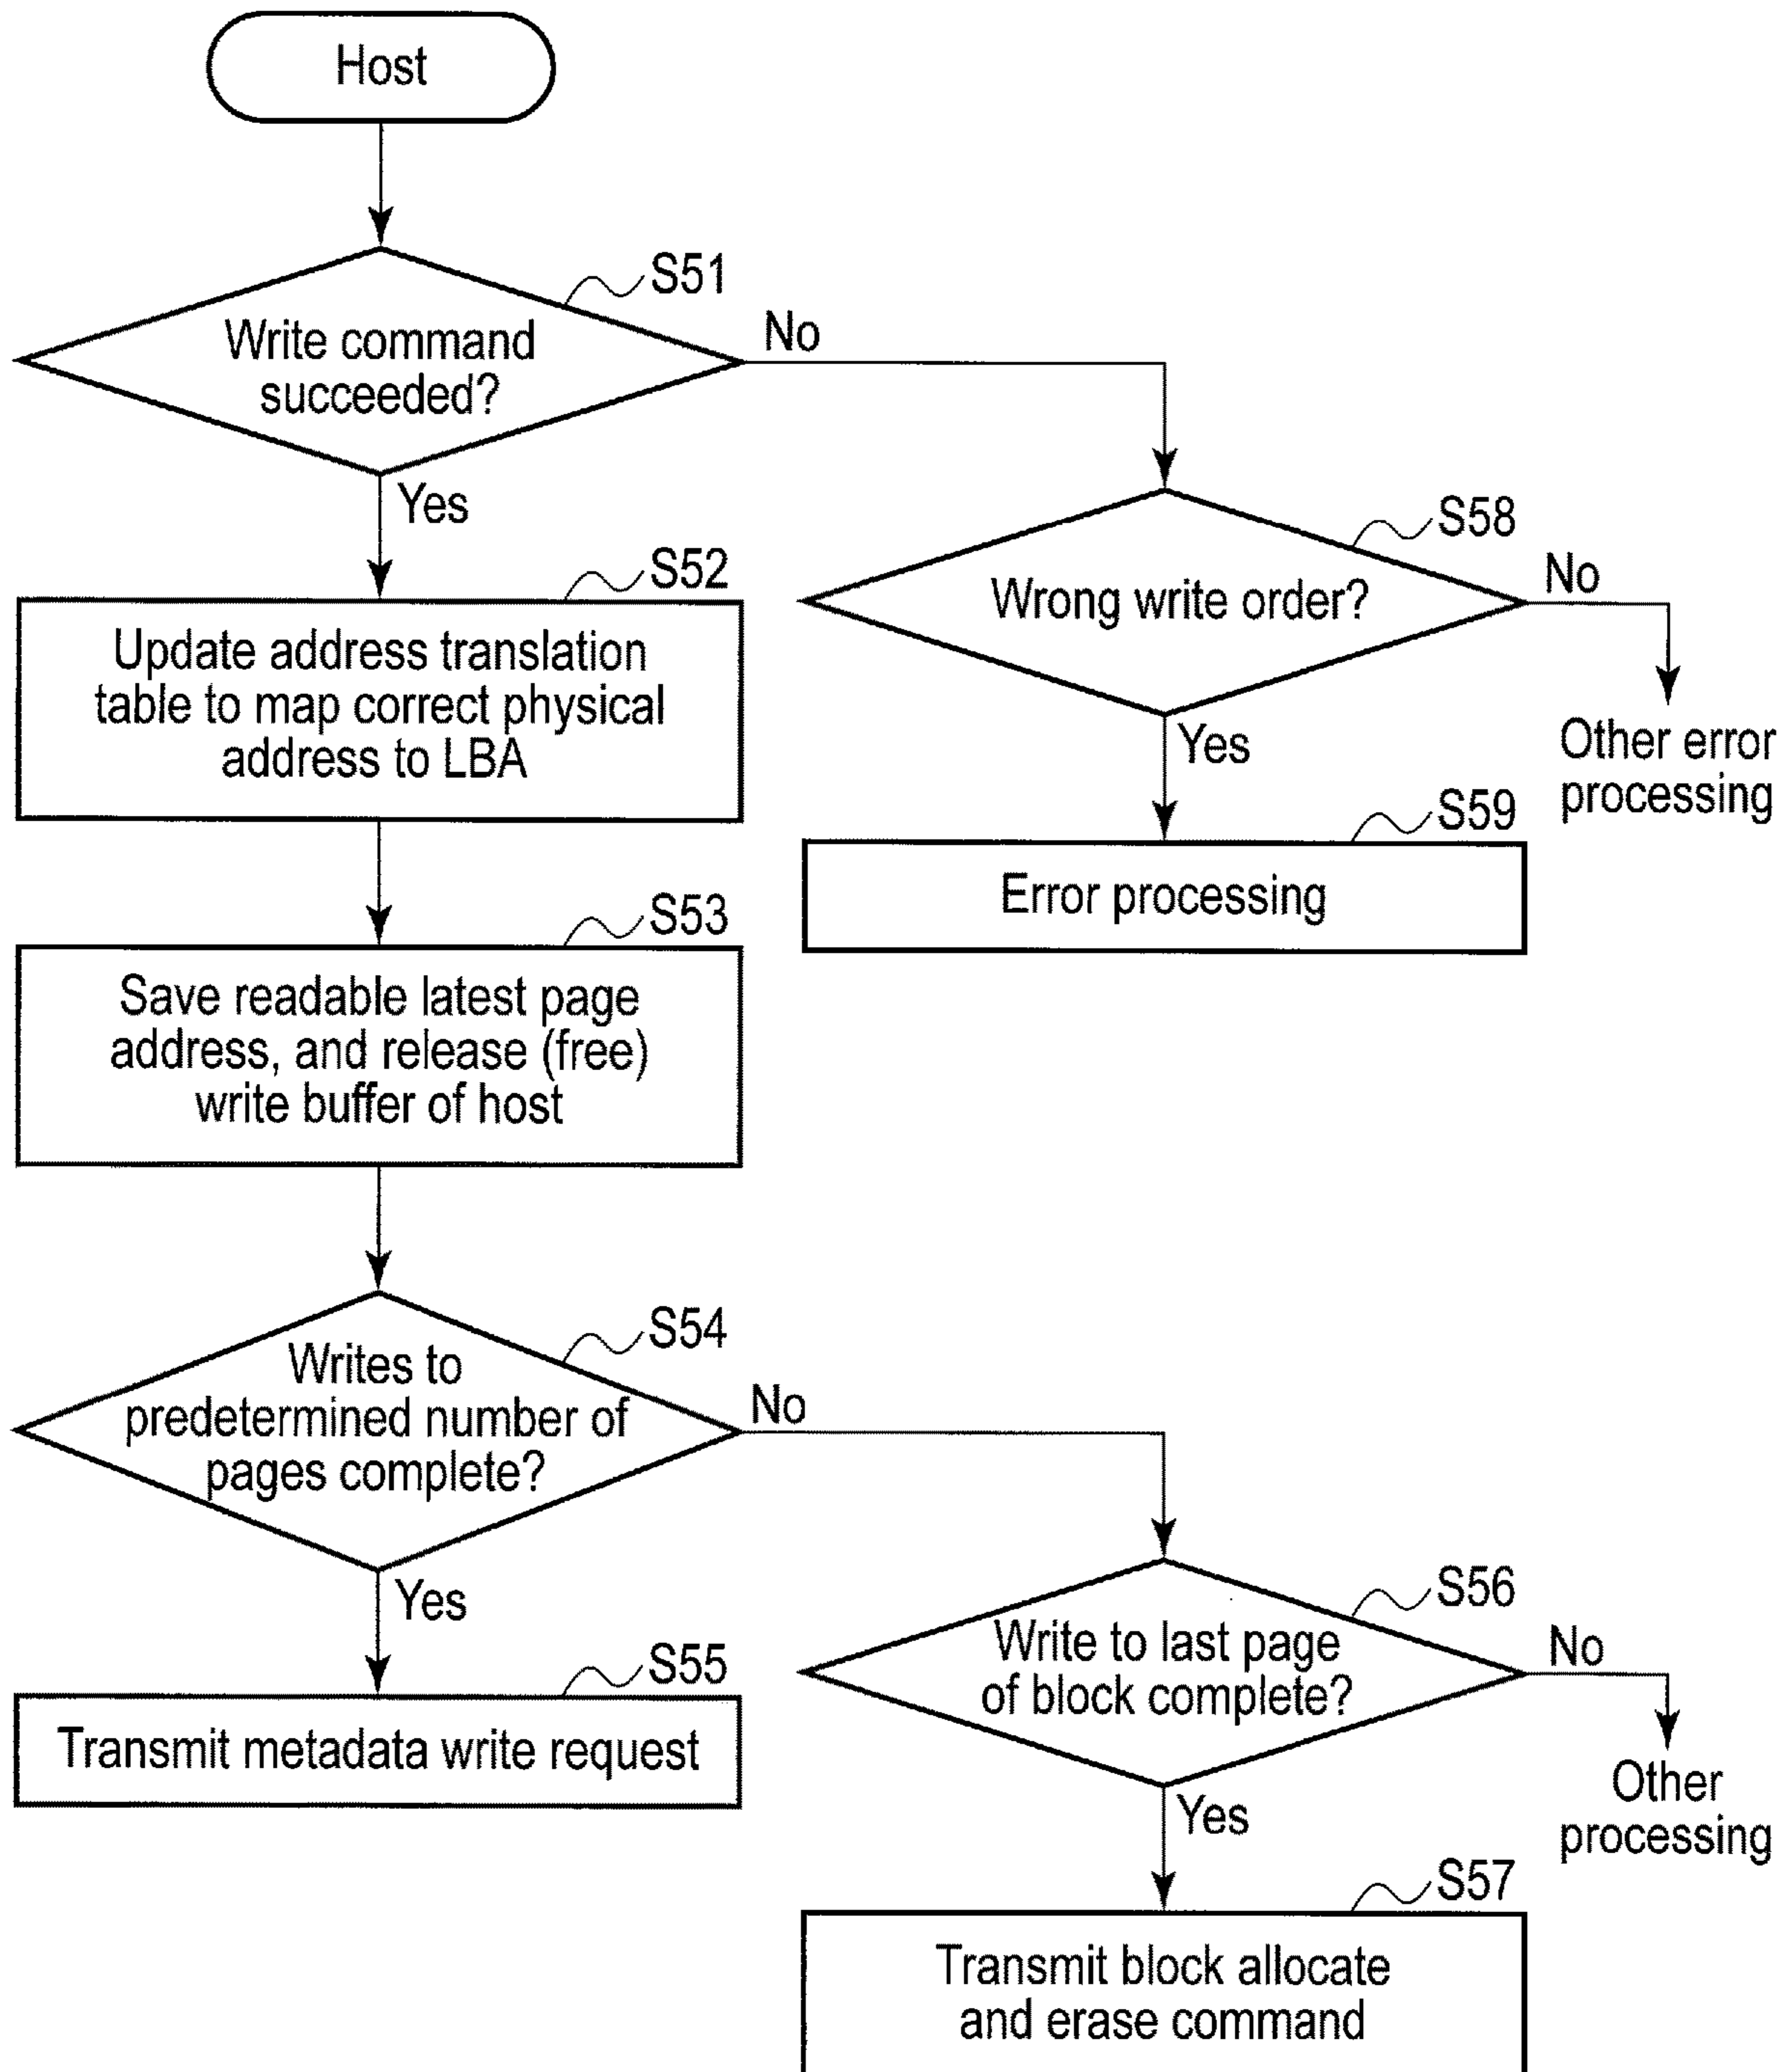 Host
S51
Write command
succeeded?
No
Yes
S58
Wrong write order?
No
Other error
processing
Yes
S59
Error processing
S52
Update address translation
table to map correct physical
address to LBA
S53
Save readable latest page
address, and release (free)
write buffer of host
S54
Writes to
predetermined number of
pages complete?
No
Yes
S55
Transmit metadata write request
S56
Write to last page
of block complete?
No
Other
processing
Yes
S57
Transmit block allocate
and erase command